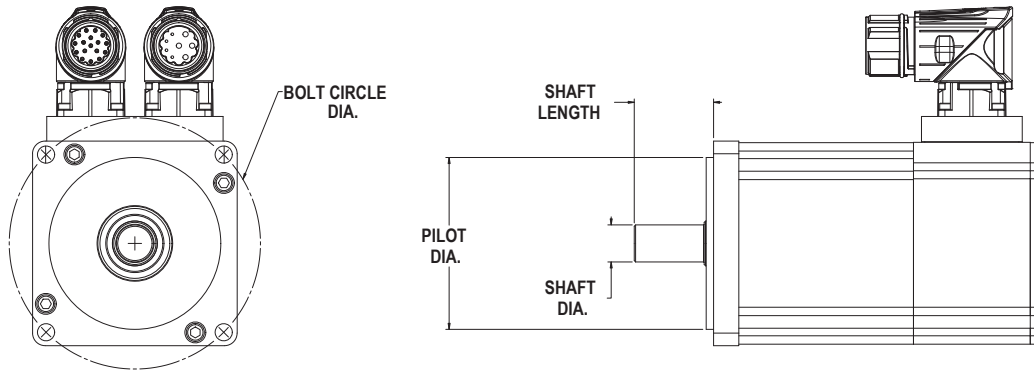 BOLT CIRCLE
DIA.
SHAFT
LENGTH
PILOT
DIA.
SHAFT
DIA.